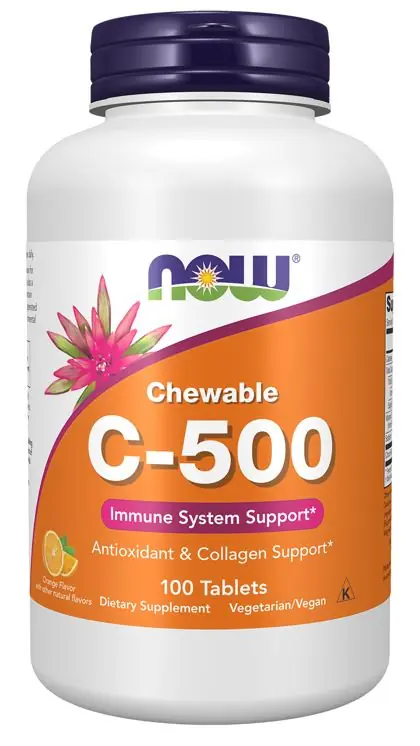 NOW®
Chewable
C-500
Immune System Support*
Antioxidant & Collagen Support*
Orange Flavor
with other natural flavors
100 Tablets
Dietary Supplement Vegetarian/Vegan
K